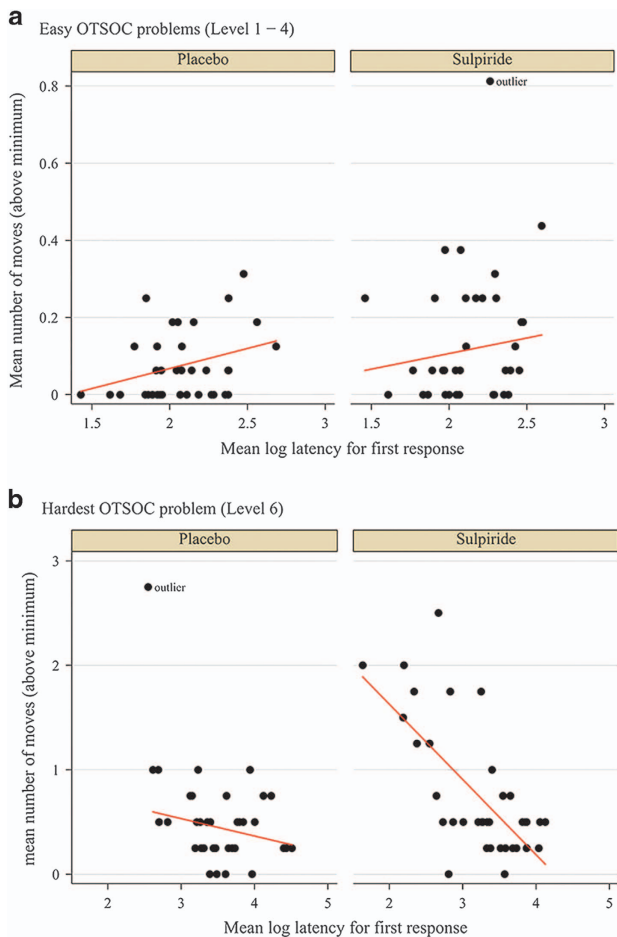 a
Easy OTSOC problems (Level 1 – 4)
Placebo
Sulpiride
outlier
Mean number of moves (above minimum)
0.8
0.6
0.4
0.2
0
1.5 2 2.5 3
1.5 2 2.5 3
Mean log latency for first response
b
Hardest OTSOC problem (Level 6)
Placebo
Sulpiride
outlier
mean number of moves (above minimum)
3
2
1
0
2 3 4 5
2 3 4 5
Mean log latency for first response